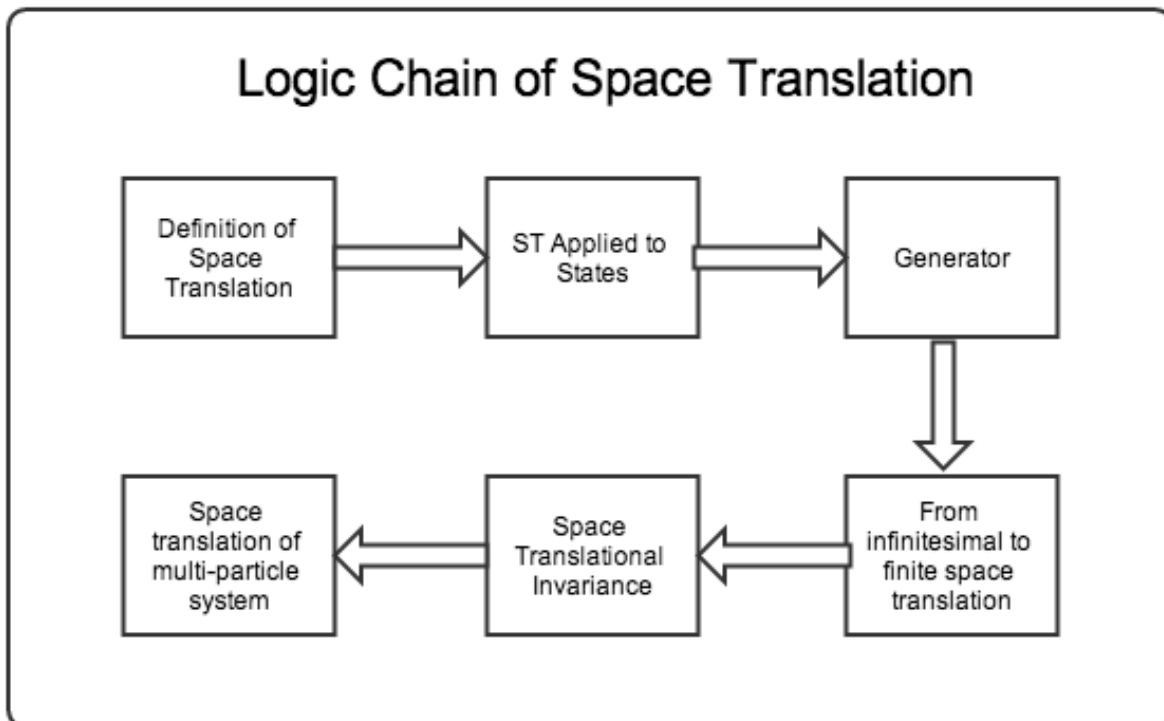 Logic Chain of Space Translation
Definition of
Space
Translation
ST Applied to
States
Generator
From
infinitesimal to
finite space
translation
Space
Translational
Invariance
Space
translation of
multi-particle
system